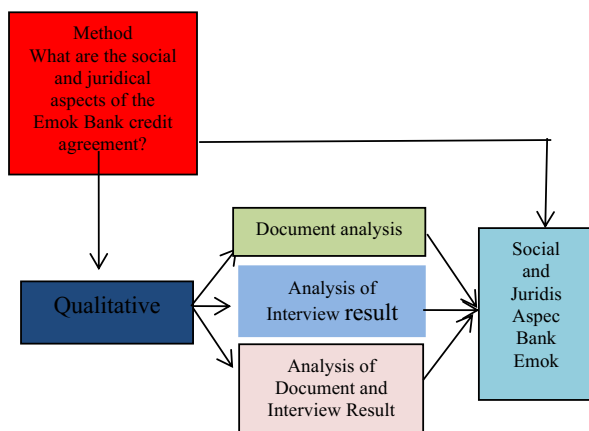 Method
What are the social
and juridical
aspects of the
Emok Bank credit
agreement?
Document analysis
Qualitative
Analysis of
Interview result
Analysis of
Document and
Interview Result
Social
and
Juridis
Aspec
Bank
Emok